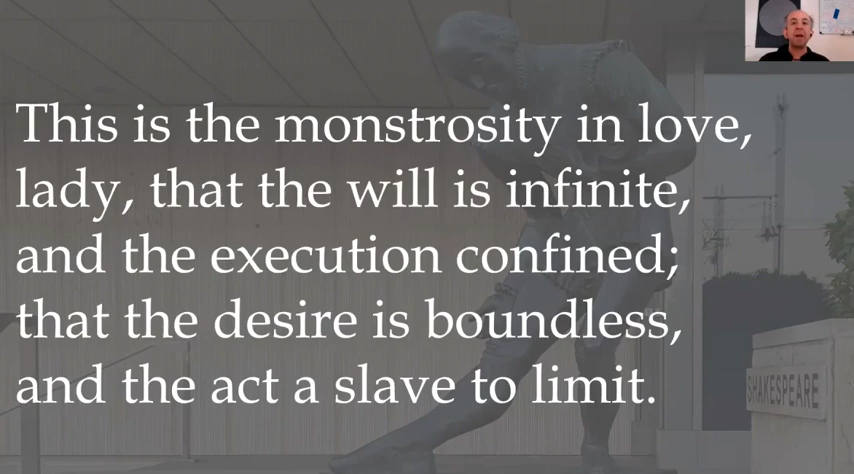 This is the monstrosity in love,
lady, that the will is infinite,
and the execution confined;
that the desire is boundless,
and the act a slave to limit.
SHAKESPEARE